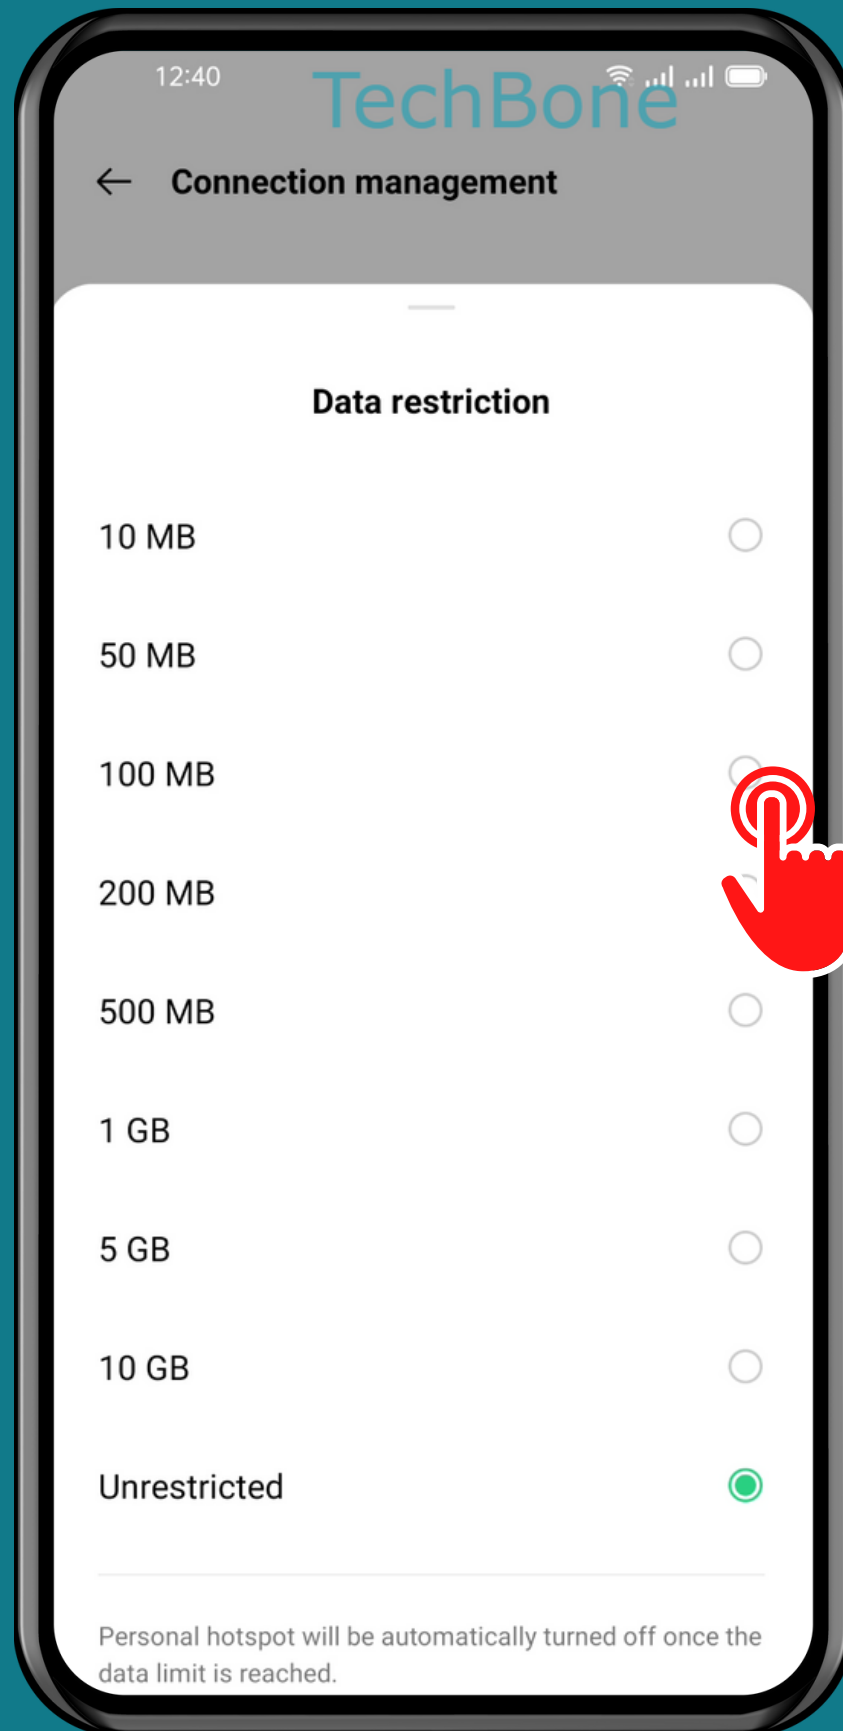 12:40
TechBone
Connection management
Data restriction
10 MB
50 MB
100 MB
200 MB
500 MB
1 GB
5 GB
10 GB
Unrestricted
Personal hotspot will be automatically turned off once the
data limit is reached.